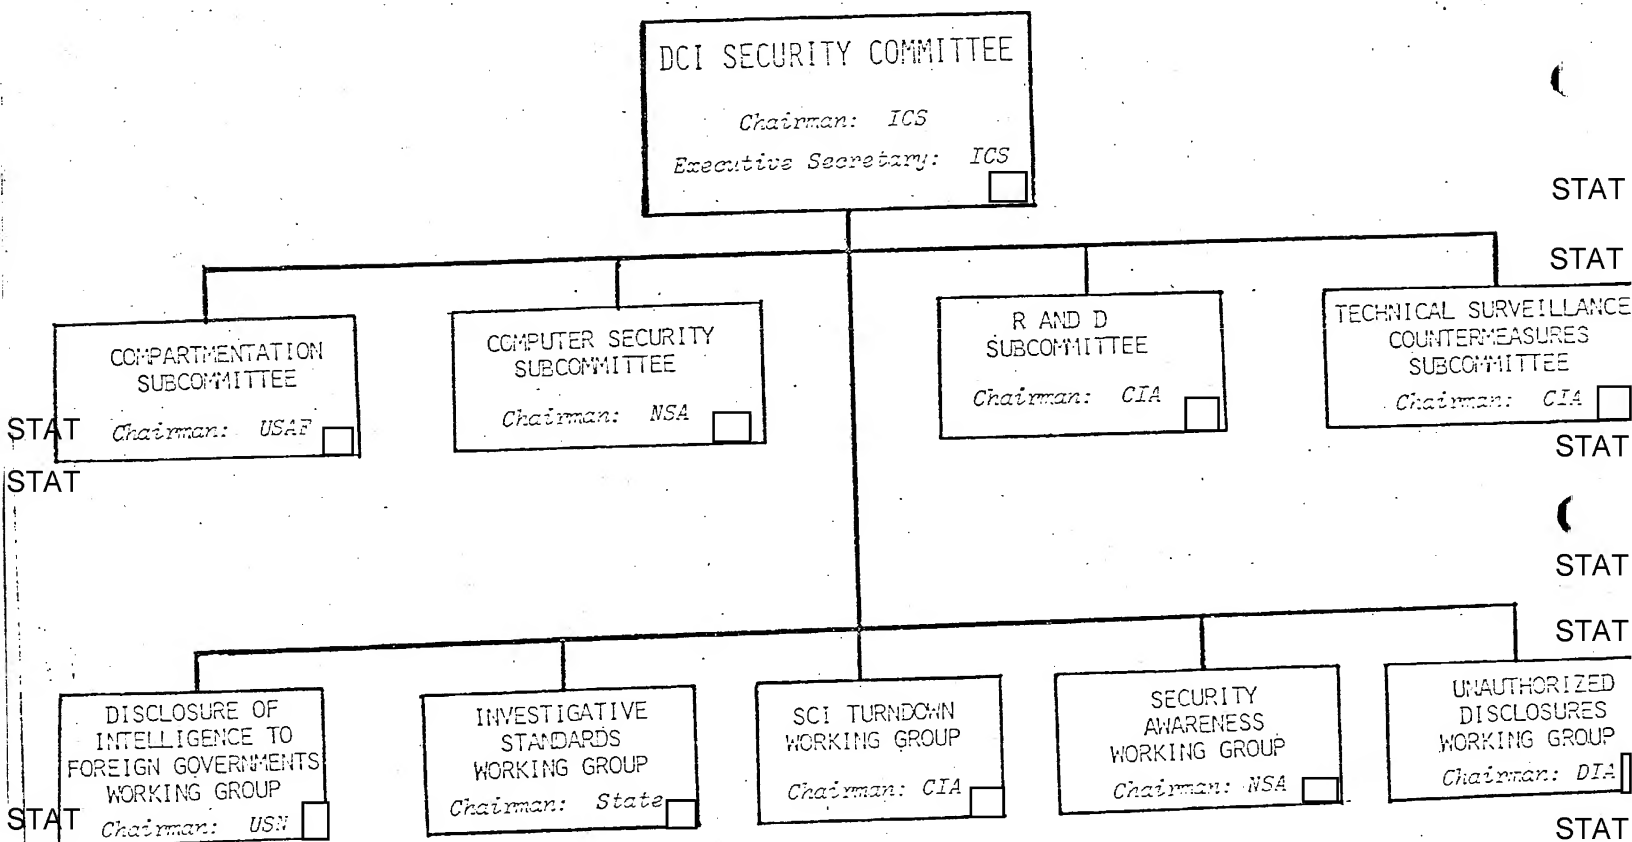 DCI SECURITY COMMITTEE
Chairman: ICS
Executive Secretary: ICS
STAT
STAT
COMPARTMENTATION
SUBCOMMITTEE
Chairman: USAF
STAT
STAT
COMPUTER SECURITY
SUBCOMMITTEE
Chairman: NSA
R AND D
SUBCOMMITTEE
Chairman: CIA
TECHNICAL SURVEILLANCE
COUNTERMEASURES
SUBCOMMITTEE
Chairman: CIA
STAT
STAT
STAT
DISCLOSURE OF
INTELLIGENCE TO
FOREIGN GOVERNMENTS
WORKING GROUP
Chairman: USN
STAT
INVESTIGATIVE
STANDARDS
WORKING GROUP
Chairman: State
SCI TURNDOWN
WORKING GROUP
Chairman: CIA
SECURITY
AWARENESS
WORKING GROUP
Chairman: NSA
UNAUTHORIZED
DISCLOSURES
WORKING GROUP
Chairman: DIA
STAT